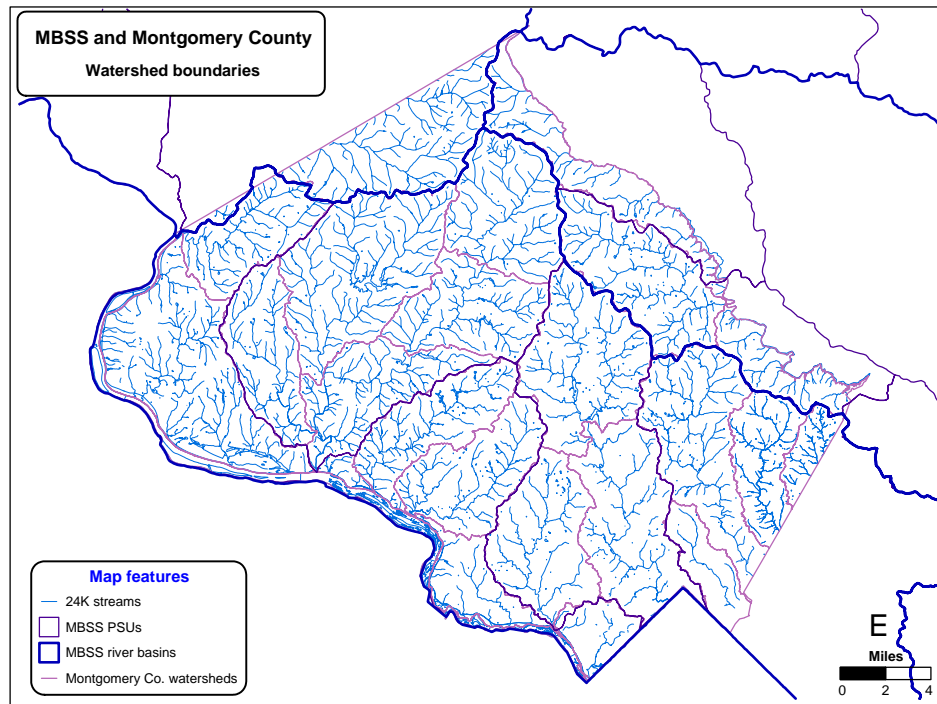 MBSS and Montgomery County
Watershed boundaries
Map features
24K streams
MBSS PSUs
MBSS river basins
Montgomery Co. watersheds
E
Miles
0 2 4